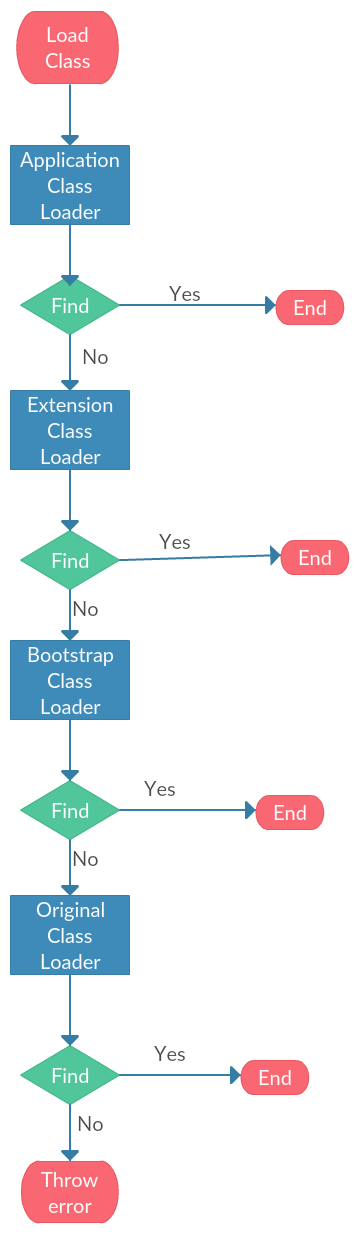 Load
Class
Application
Class
Loader
Find
Yes
End
No
Extension
Class
Loader
Find
Yes
End
No
Bootstrap
Class
Loader
Find
Yes
End
No
Original
Class
Loader
Find
Yes
End
No
Throw
error